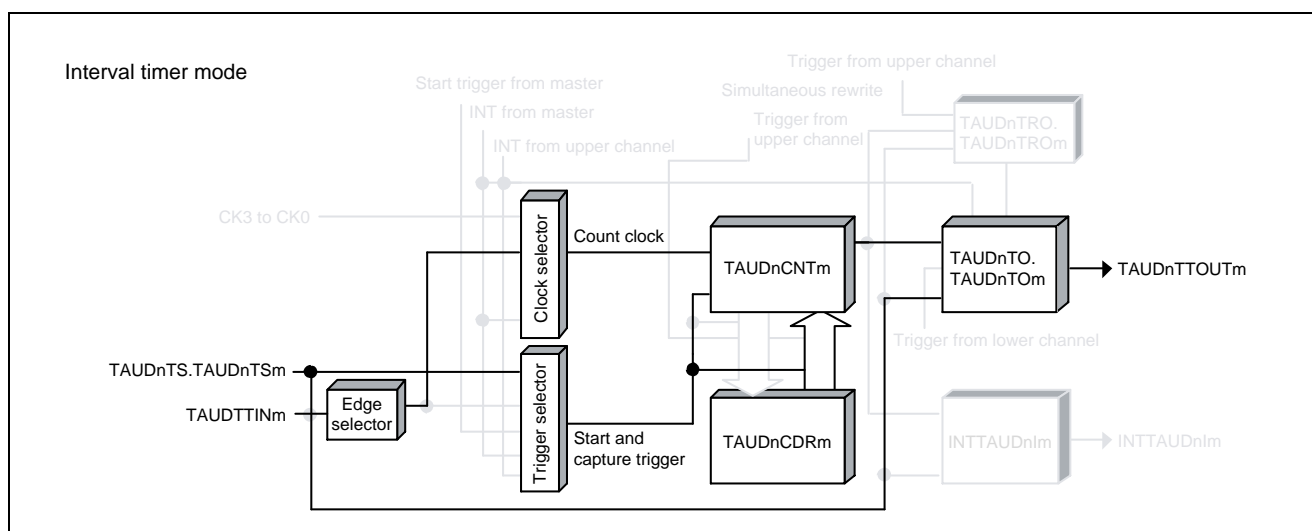 Interval timer mode
Trigger from upper channel
Start trigger from master
Simultaneous rewrite
INT from master
Trigger from
upper channel
TAUDnTRO.
TAUDnTROm
INT from upper channel
CK3 to CK0
Clock selector
Count clock
TAUDnCNTm
TAUDnTO.
TAUDnTOm
TAUDnTTOUTm
Trigger from lower channel
TAUDnTS.TAUDnTSm
TAUDTTINm
Edge
selector
Trigger selector
Start and
capture trigger
TAUDnCDRm
INTTAUDnIm
INTTAUDnIm